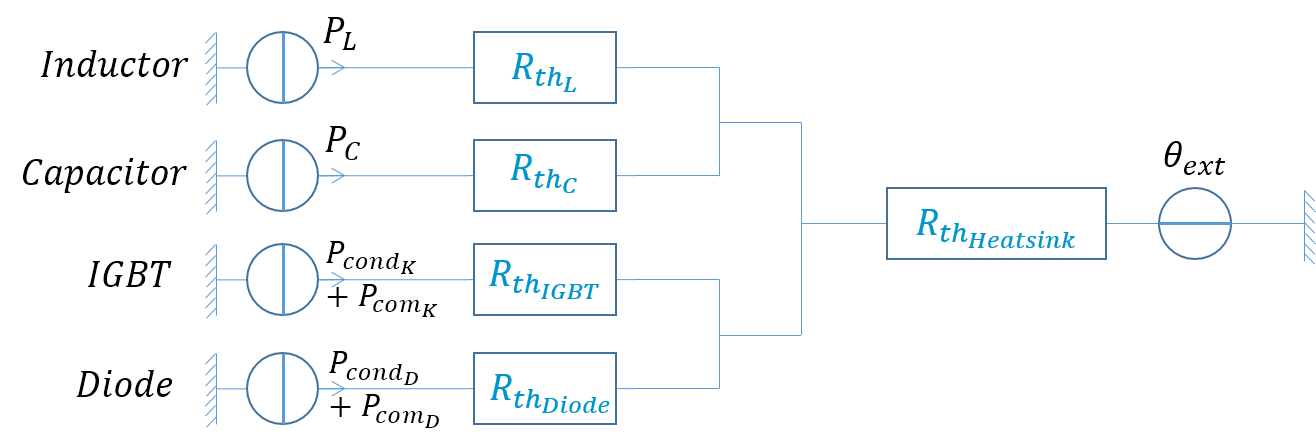 Inductor
P_L
R_{th_L}
Capacitor
P_C
R_{th_C}
θ_{ext}
R_{th_{Heatsink}}
IGBT
P_{cond_K}
+ P_{com_K}
R_{th_{IGBT}}
Diode
P_{cond_D}
+ P_{com_D}
R_{th_{Diode}}